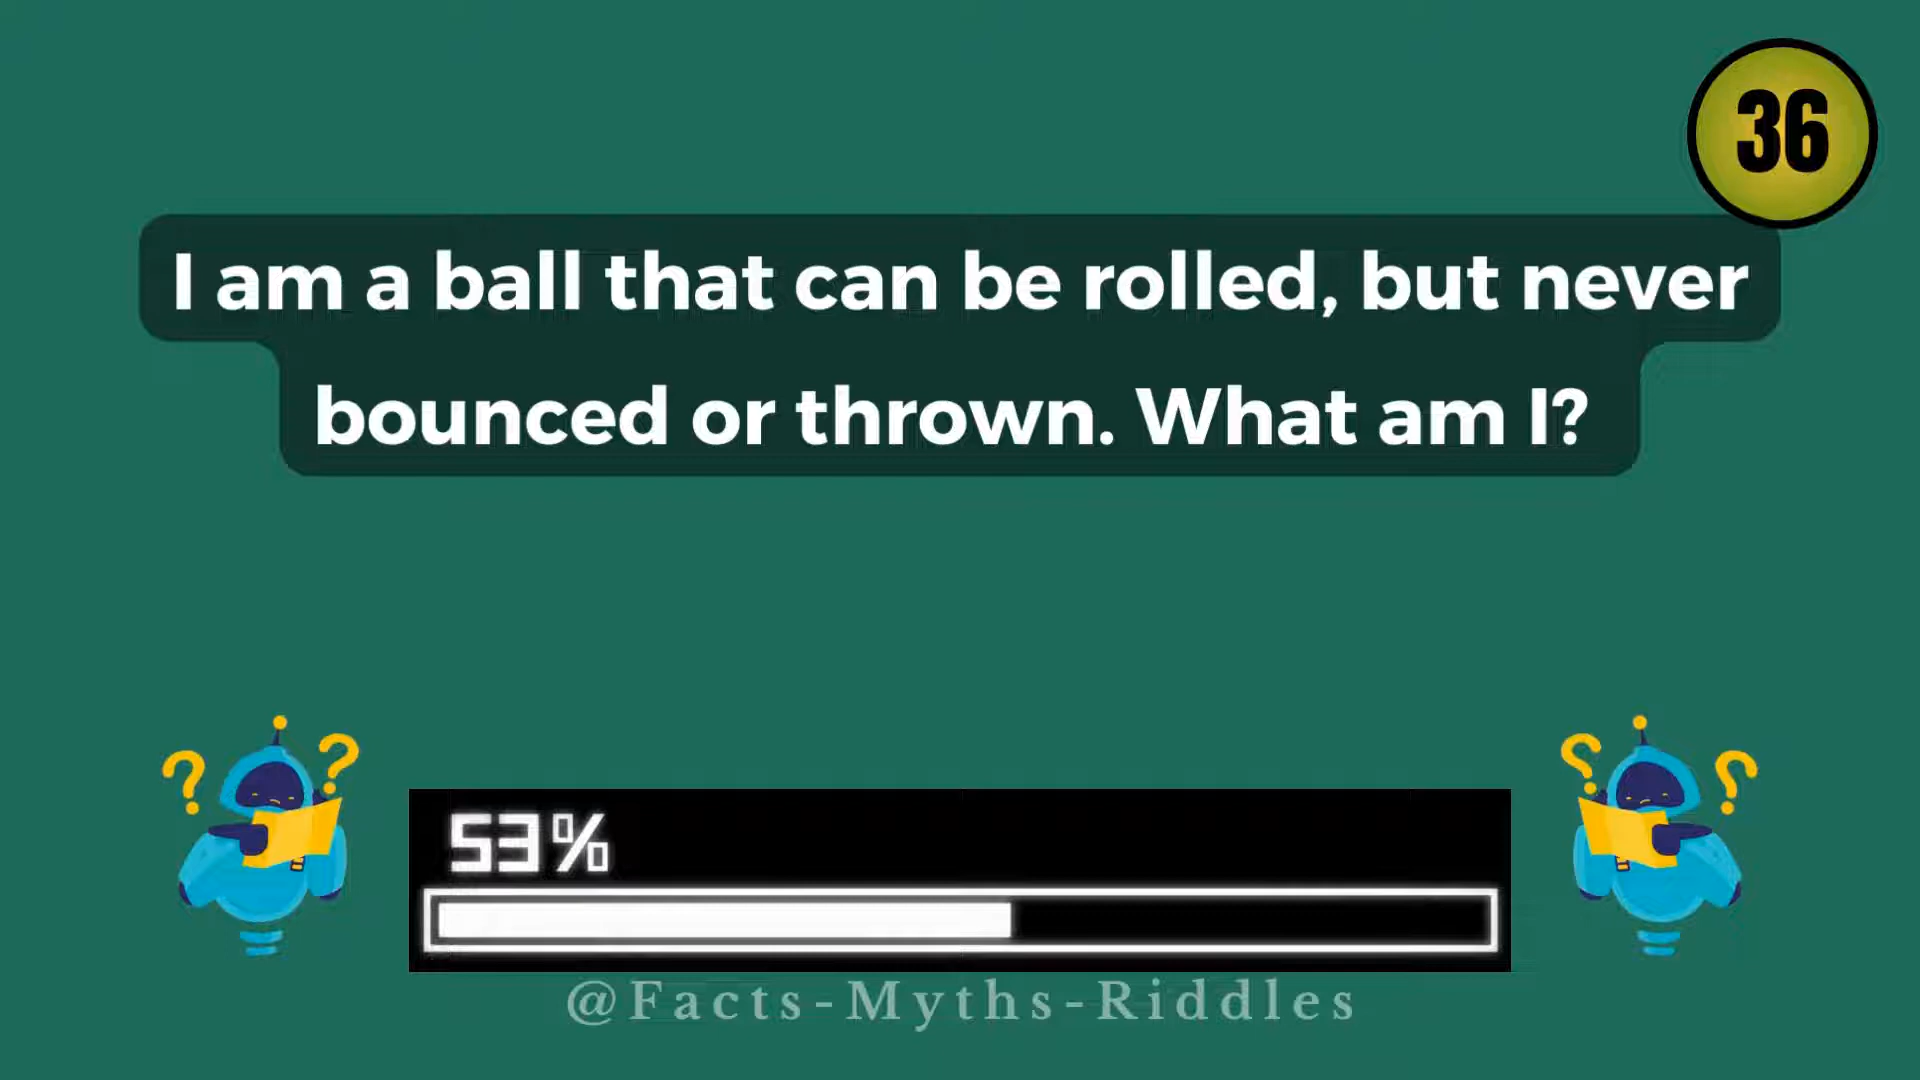 36
I am a ball that can be rolled, but never
bounced or thrown. What am I?
? ? ? ?
53%
@Facts-Myths-Riddles